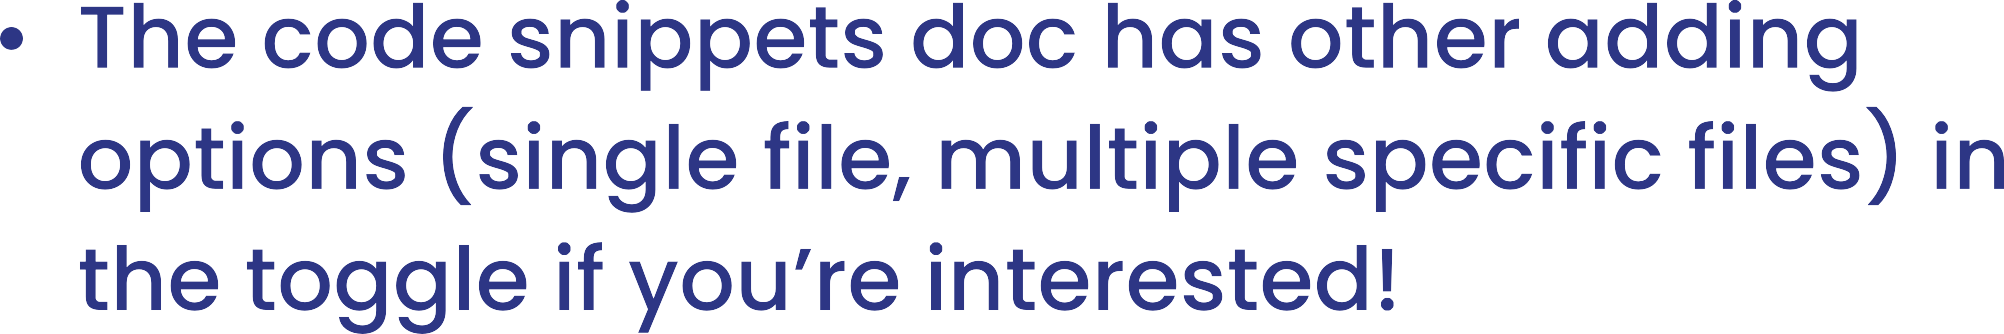 • The code snippets doc has other adding
options (single file, multiple specific files) in
the toggle if you’re interested!